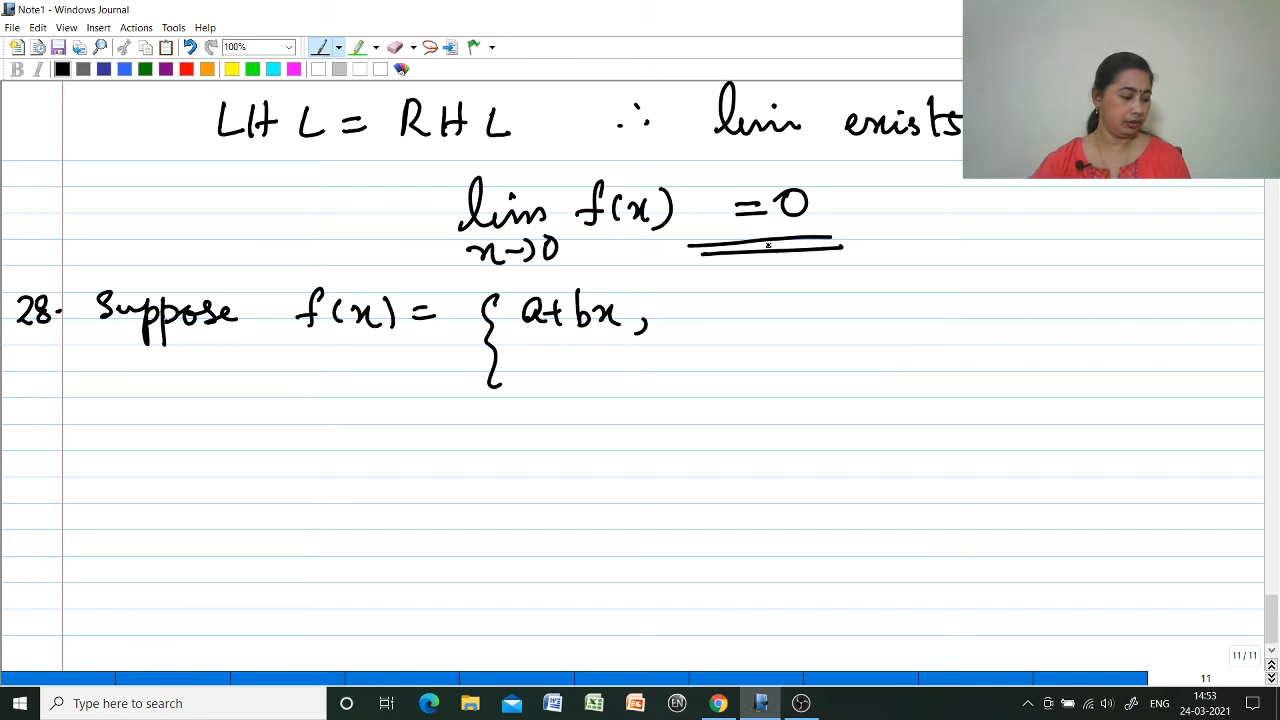 Note1 - Windows Journal
File Edit View Insert Actions Tools Help
100%
B I
LHL = RHL ∴ lim exists
lim f(x) = 0
x→0
28. Suppose f(x) = { a+bx,
11 / 11
11
Type here to search
ENG
14:53
24-03-2021